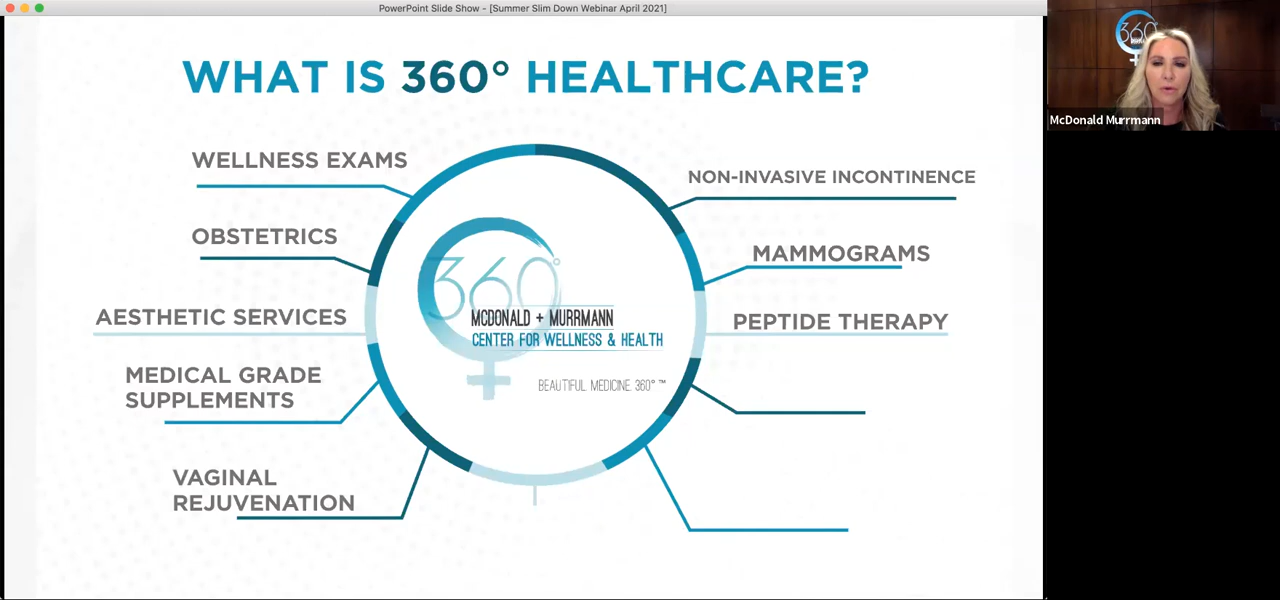 PowerPoint Slide Show - [Summer Slim Down Webinar April 2021]
WHAT IS 360° HEALTHCARE?
WELLNESS EXAMS
OBSTETRICS
AESTHETIC SERVICES
MEDICAL GRADE
SUPPLEMENTS
VAGINAL
REJUVENATION
360°
MCDONALD + MURRMANN
CENTER FOR WELLNESS & HEALTH
BEAUTIFUL MEDICINE 360° ™
NON-INVASIVE INCONTINENCE
MAMMOGRAMS
PEPTIDE THERAPY
360°
McDonald Murrmann